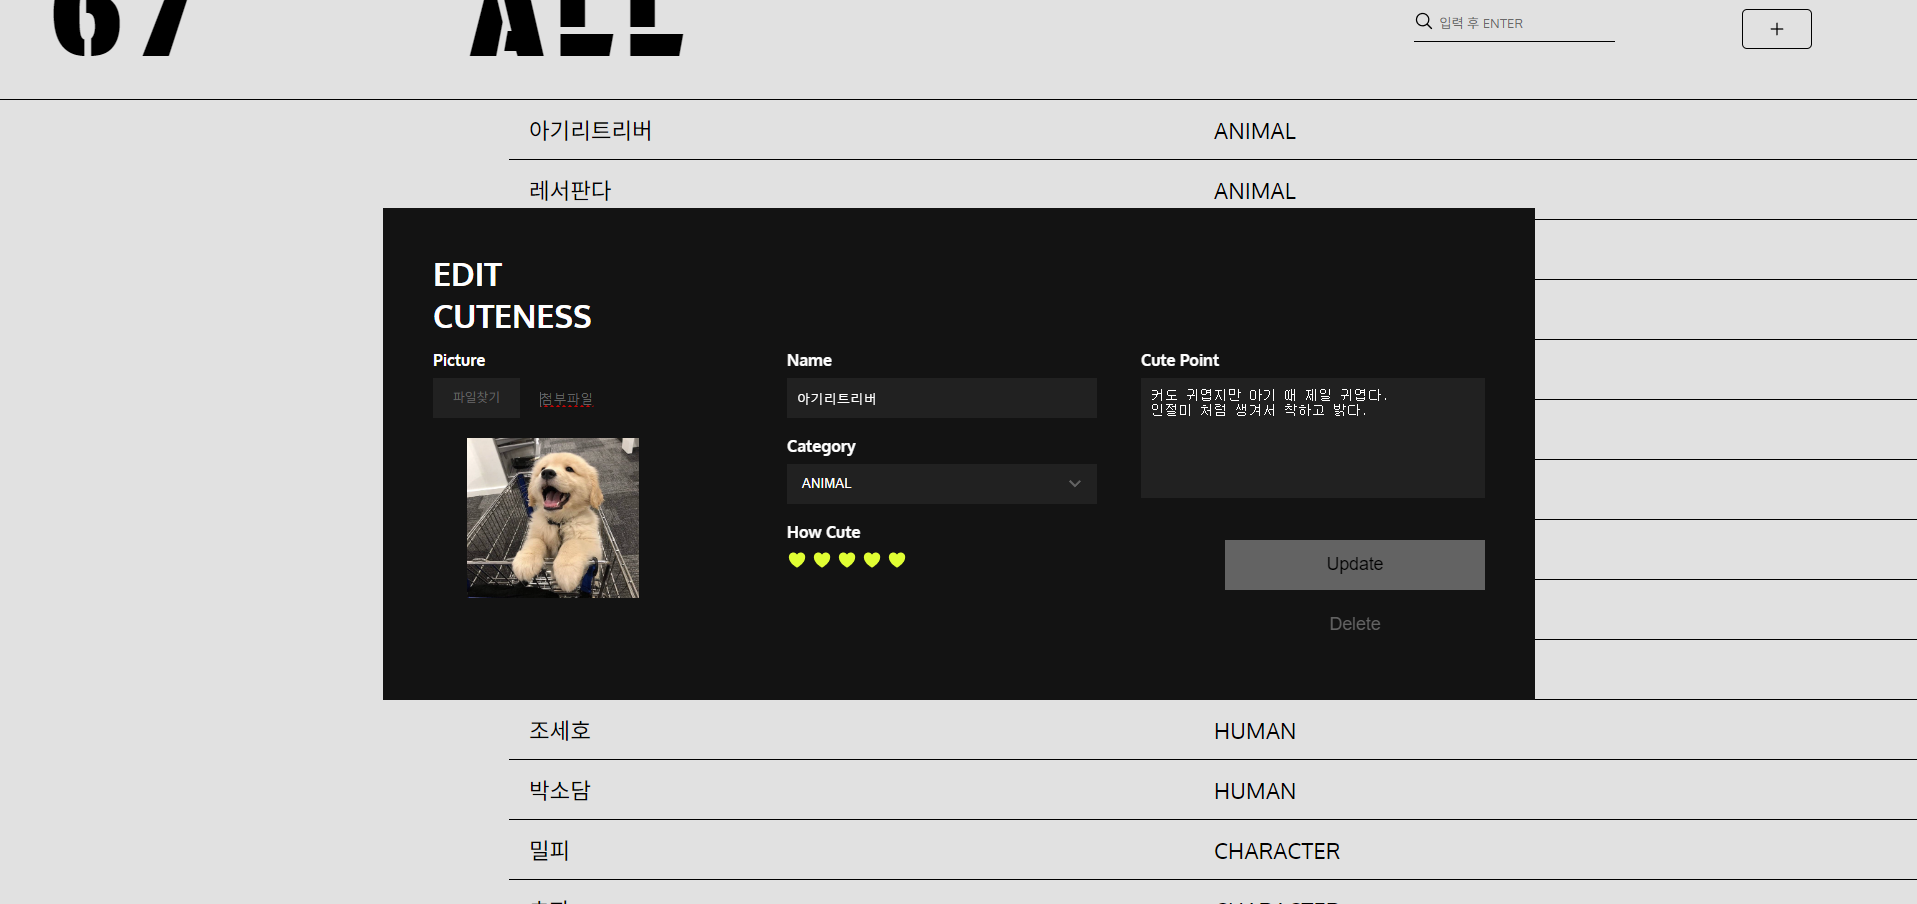 67 ALL 입력 후 ENTER +
아기리트리버 ANIMAL
레서판다 ANIMAL
EDIT
CUTENESS
Picture
파일찾기 첨부파일
Name
아기리트리버
Category
ANIMAL
How Cute
Cute Point
커도 귀엽지만 아기 때 제일 귀엽다.
인절미 처럼 생겨서 착하고 밝다.
Update
Delete
조세호 HUMAN
박소담 HUMAN
밀피 CHARACTER
CHARACTER